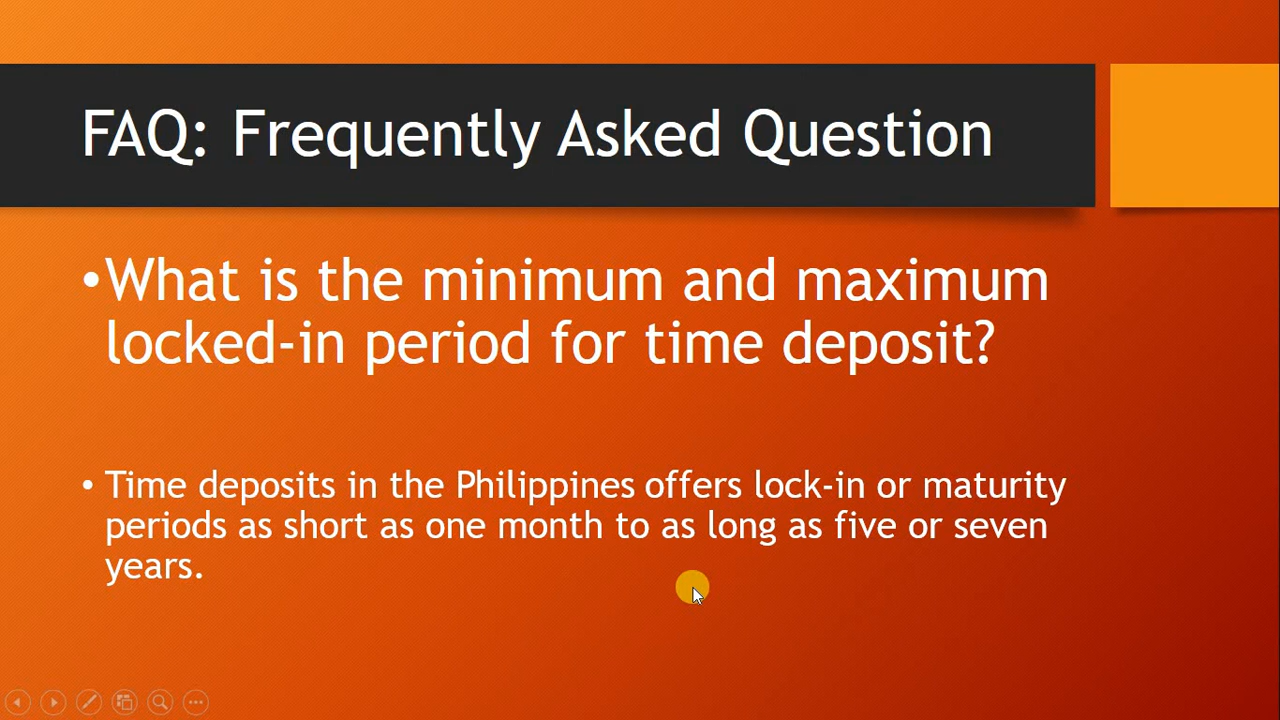 FAQ: Frequently Asked Question
•What is the minimum and maximum
locked-in period for time deposit?
• Time deposits in the Philippines offers lock-in or maturity
periods as short as one month to as long as five or seven
years.